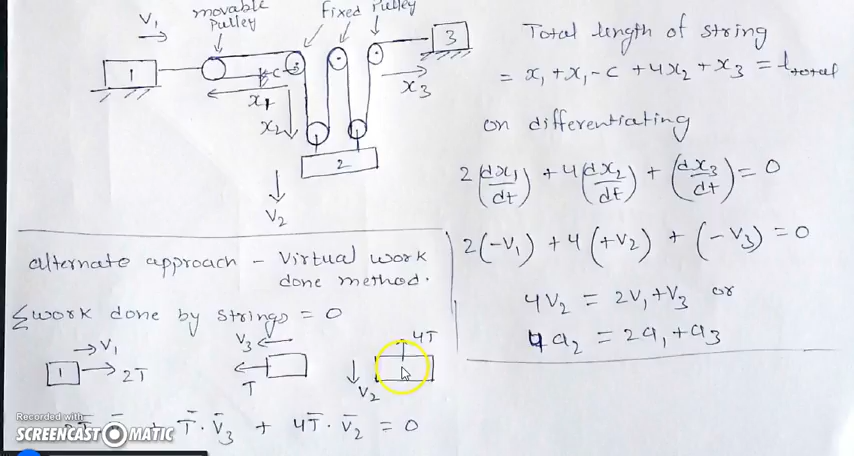 movable Pulley
Fixed Pulley
V₁
1
c
3
x₁
x₂
x₃
2
V₂
Total length of string
= x₁ + x₁ - c + 4x₂ + x₃ = l total
on differentiating
2 (dx₁/dt) + 4 (dx₂/dt) + (dx₃/dt) = 0
2(-V₁) + 4(+V₂) + (-V₃) = 0
4V₂ = 2V₁ + V₃ or
4a₂ = 2a₁ + a₃
alternate approach - Virtual work
done method.
Σwork done by strings = 0
V₁
1
2T
V₃
T
4T
V₂
T̄ · V̄₃ + 4T̄ · V̄₂ = 0
Recorded with
SCREENCAST MATIC